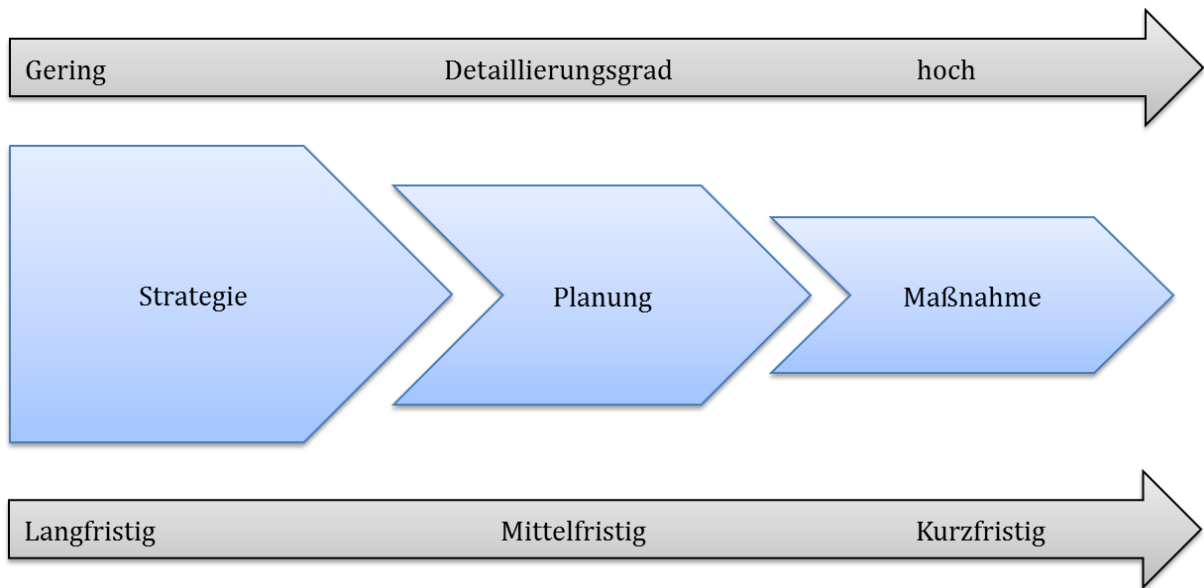 Gering Detaillierungsgrad hoch
Strategie Planung Maßnahme
Langfristig Mittelfristig Kurzfristig